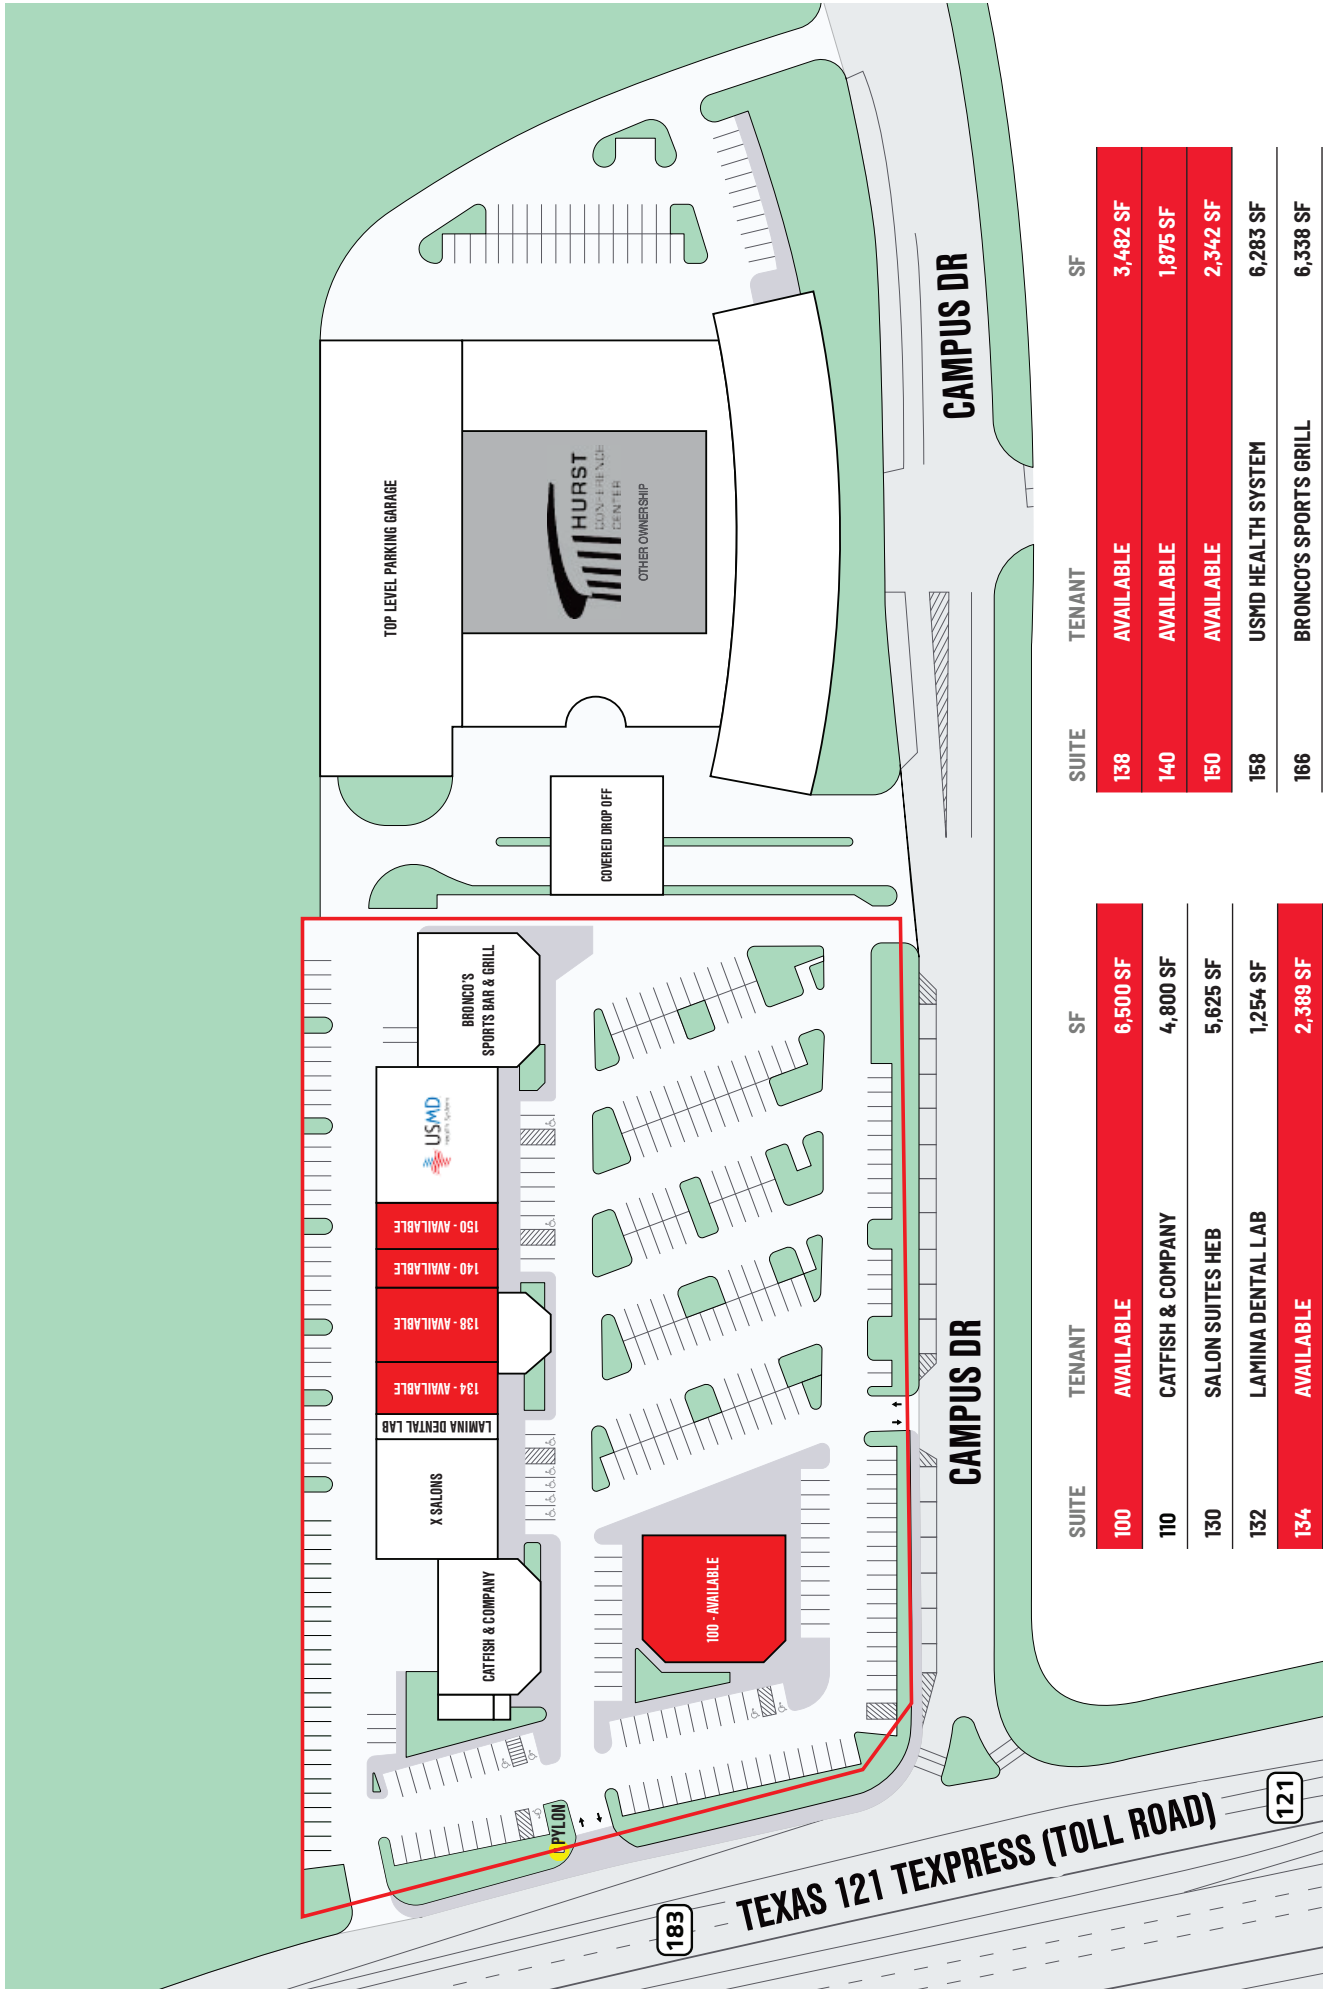 TOP LEVEL PARKING GARAGE
HURST
CONFERENCE
CENTER
OTHER OWNERSHIP
COVERED DROP OFF
BRONCO'S
SPORTS BAR & GRILL
USMD
Health System
150 - AVAILABLE
140 - AVAILABLE
138 - AVAILABLE
134 - AVAILABLE
LAMINA DENTAL LAB
X SALONS
CATFISH & COMPANY
100 - AVAILABLE
PYLON
CAMPUS DR
CAMPUS DR
TEXAS 121 TEXPRESS (TOLL ROAD)
183
121
SUITE TENANT SF
100 AVAILABLE 6,500 SF
110 CATFISH & COMPANY 4,800 SF
130 SALON SUITES HEB 5,625 SF
132 LAMINA DENTAL LAB 1,254 SF
134 AVAILABLE 2,389 SF
SUITE TENANT SF
138 AVAILABLE 3,482 SF
140 AVAILABLE 1,875 SF
150 AVAILABLE 2,342 SF
158 USMD HEALTH SYSTEM 6,283 SF
166 BRONCO'S SPORTS GRILL 6,338 SF